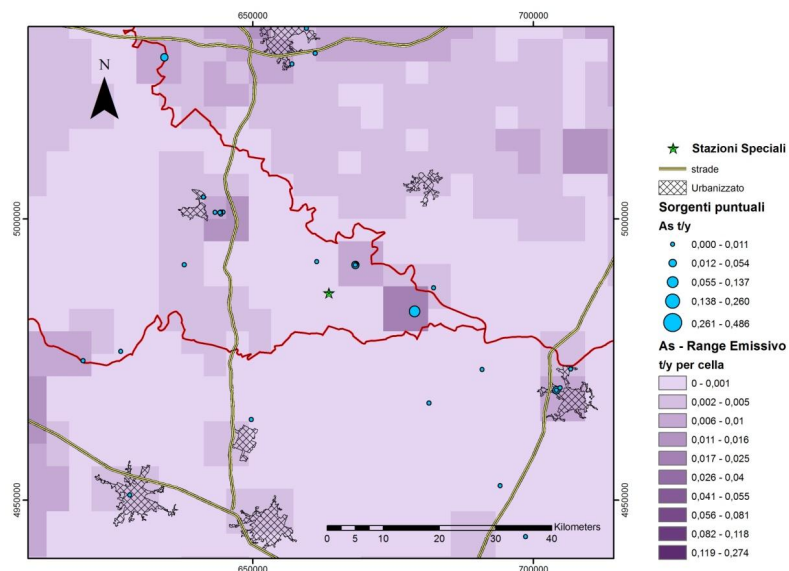 650000
700000
N
5000000
5000000
4950000
4950000
0 5 10 20 30 40 Kilometers
650000
700000
Stazioni Speciali
strade
Urbanizzato
Sorgenti puntuali
As t/y
0,000 - 0,011
0,012 - 0,054
0,055 - 0,137
0,138 - 0,260
0,261 - 0,486
As - Range Emissivo
t/y per cella
0 - 0,001
0,002 - 0,005
0,006 - 0,01
0,011 - 0,016
0,017 - 0,025
0,026 - 0,04
0,041 - 0,055
0,056 - 0,081
0,082 - 0,118
0,119 - 0,274